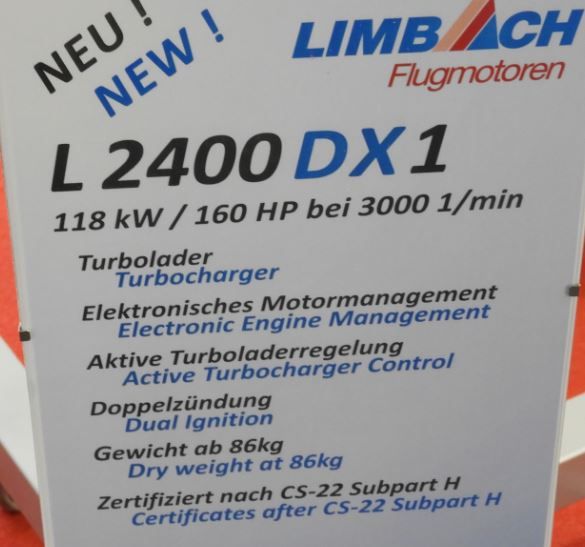 NEU !
NEW !
LIMBACH
Flugmotoren
L 2400 DX1
118 kW / 160 HP bei 3000 1/min
Turbolader
Turbocharger
Elektronisches Motormanagement
Electronic Engine Management
Aktive Turboladerregelung
Active Turbocharger Control
Doppelzündung
Dual Ignition
Gewicht ab 86kg
Dry weight at 86kg
Zertifiziert nach CS-22 Subpart H
Certificates after CS-22 Subpart H